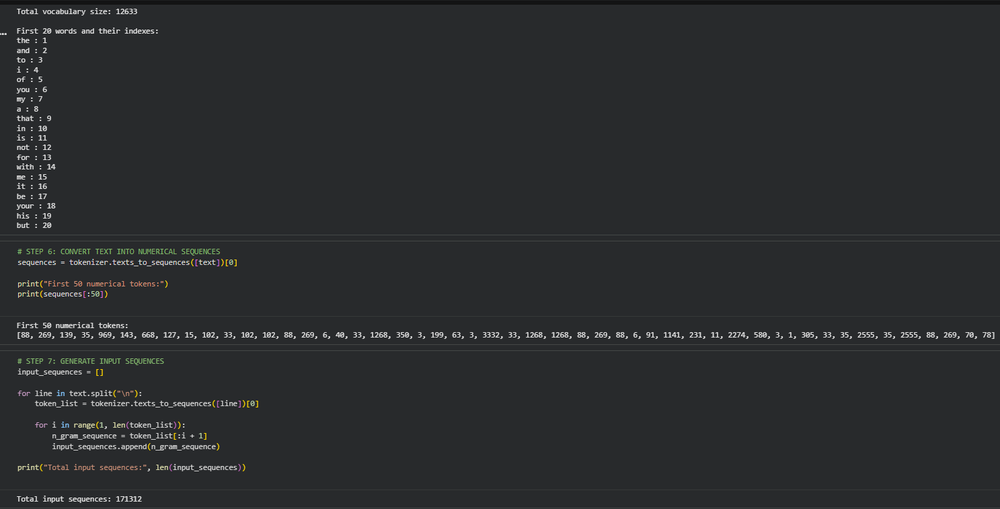 Total vocabulary size: 12633
...
First 20 words and their indexes:
the : 1
and : 2
to : 3
i : 4
of : 5
you : 6
my : 7
a : 8
that : 9
in : 10
is : 11
not : 12
for : 13
with : 14
me : 15
it : 16
be : 17
your : 18
his : 19
but : 20
# STEP 6: CONVERT TEXT INTO NUMERICAL SEQUENCES
sequences = tokenizer.texts_to_sequences([text])[0]
print("First 50 numerical tokens:")
print(sequences[:50])
First 50 numerical tokens:
[88, 269, 139, 35, 969, 143, 668, 127, 15, 102, 33, 102, 102, 88, 269, 6, 40, 33, 1268, 350, 3, 199, 63, 3, 3332, 33, 1268, 1268, 88, 269, 88, 6, 91, 1141, 231, 11, 2274, 580, 3, 1, 305, 33, 35, 2555, 35, 2555, 88, 269, 70, 78]
# STEP 7: GENERATE INPUT SEQUENCES
input_sequences = []
for line in text.split("\n"):
    token_list = tokenizer.texts_to_sequences([line])[0]
    for i in range(1, len(token_list)):
        n_gram_sequence = token_list[:i + 1]
        input_sequences.append(n_gram_sequence)
print("Total input sequences:", len(input_sequences))
Total input sequences: 171312